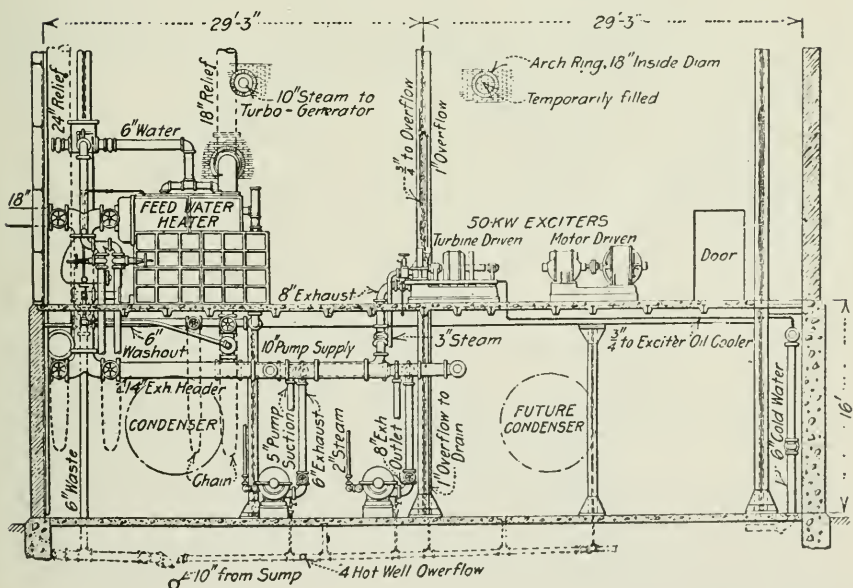 29'-3"
29'-3"
24" Relief
18" Relief
10" Steam to
Turbo-Generator
6" Water
18"
FEED WATER
HEATER
¾" to Overflow
1" Overflow
Arch Ring, 18" Inside Diam
Temporarily filled
50-KW EXCITERS
Turbine Driven
Motor Driven
Door
8" Exhaust
3" Steam
¾" to Exciter Oil Cooler
6"
Washout
10" Pump Supply
14" Exh Header
CONDENSER
Chain
6" Waste
5" Pump
Suction
6" Exhaust
2" Steam
8" Exh
Outlet
1" Overflow to
Drain
FUTURE
CONDENSER
6" Cold Water
16'
10" from Sump
4 Hot Well Owerflow